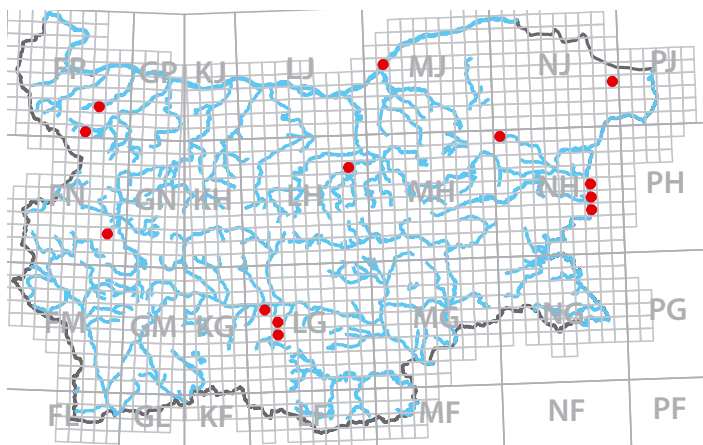 FP GP KJ LJ MJ NJ PJ
FN GN KH LH MH NH PH
FM GM KG LG MG NG PG
FL GL KF LF MF NF PF